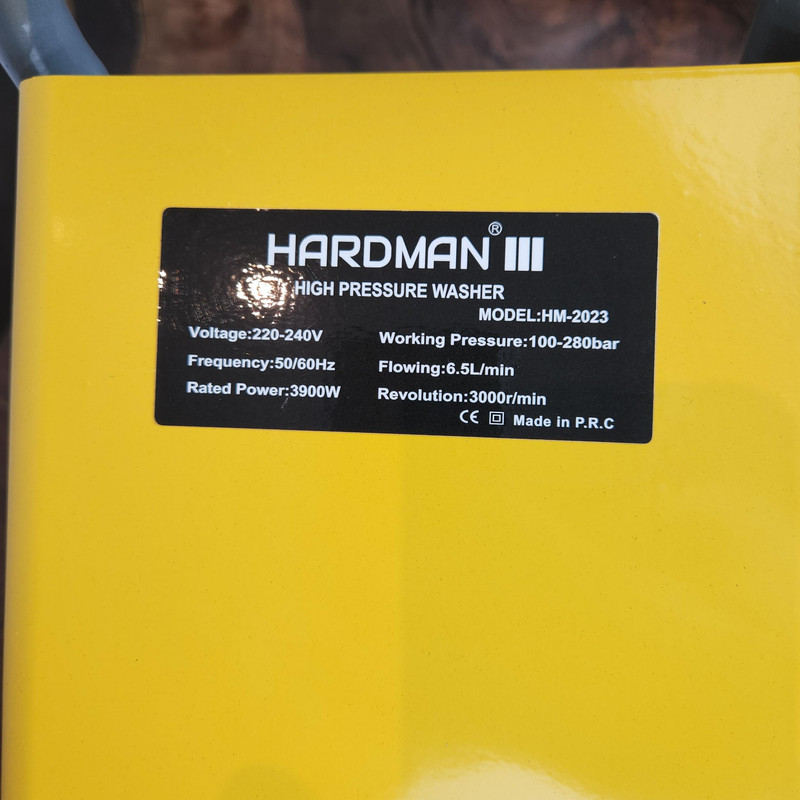 HARDMAN ®
HIGH PRESSURE WASHER
MODEL:HM-2023
Voltage:220-240V
Working Pressure:100-280bar
Frequency:50/60Hz
Flowing:6.5L/min
Rated Power:3900W
Revolution:3000r/min
CE Made in P.R.C